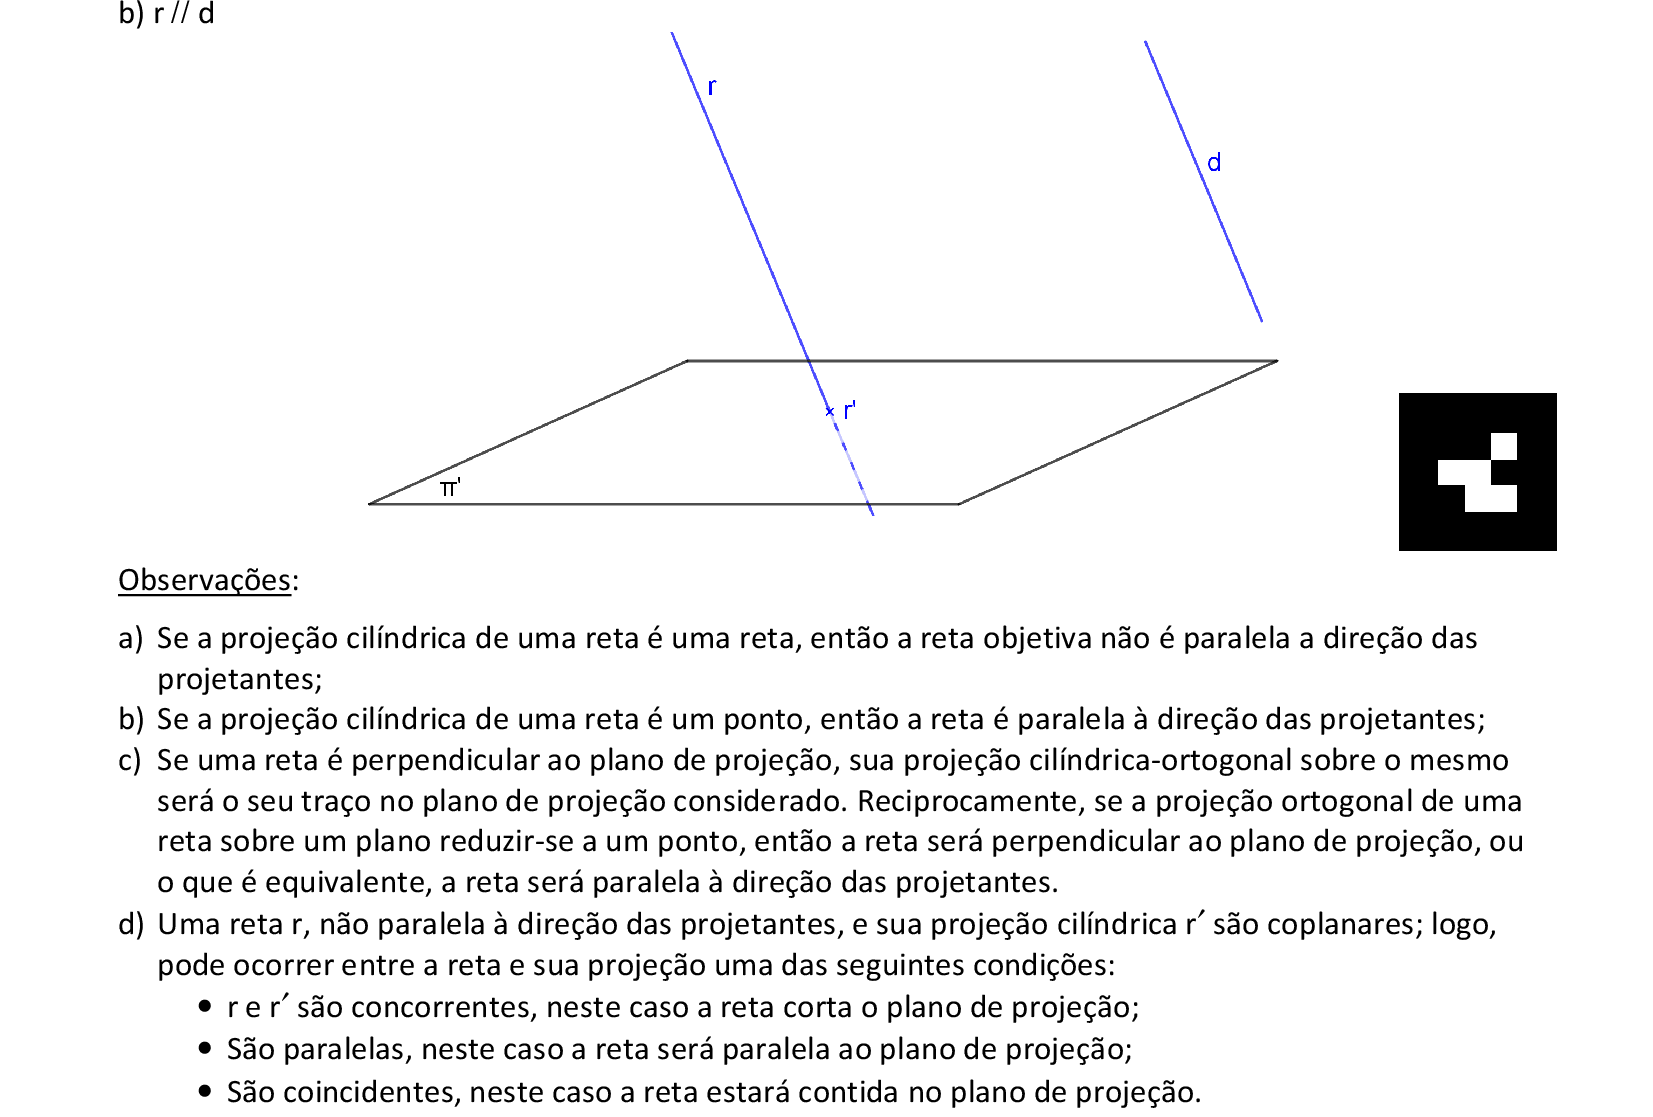 b) r // d
r
d
r'
π'
Observações:
a) Se a projeção cilíndrica de uma reta é uma reta, então a reta objetiva não é paralela a direção das
projetantes;
b) Se a projeção cilíndrica de uma reta é um ponto, então a reta é paralela à direção das projetantes;
c) Se uma reta é perpendicular ao plano de projeção, sua projeção cilíndrica-ortogonal sobre o mesmo
será o seu traço no plano de projeção considerado. Reciprocamente, se a projeção ortogonal de uma
reta sobre um plano reduzir-se a um ponto, então a reta será perpendicular ao plano de projeção, ou
o que é equivalente, a reta será paralela à direção das projetantes.
d) Uma reta r, não paralela à direção das projetantes, e sua projeção cilíndrica r′ são coplanares; logo,
pode ocorrer entre a reta e sua projeção uma das seguintes condições:
• r e r′ são concorrentes, neste caso a reta corta o plano de projeção;
• São paralelas, neste caso a reta será paralela ao plano de projeção;
• São coincidentes, neste caso a reta estará contida no plano de projeção.